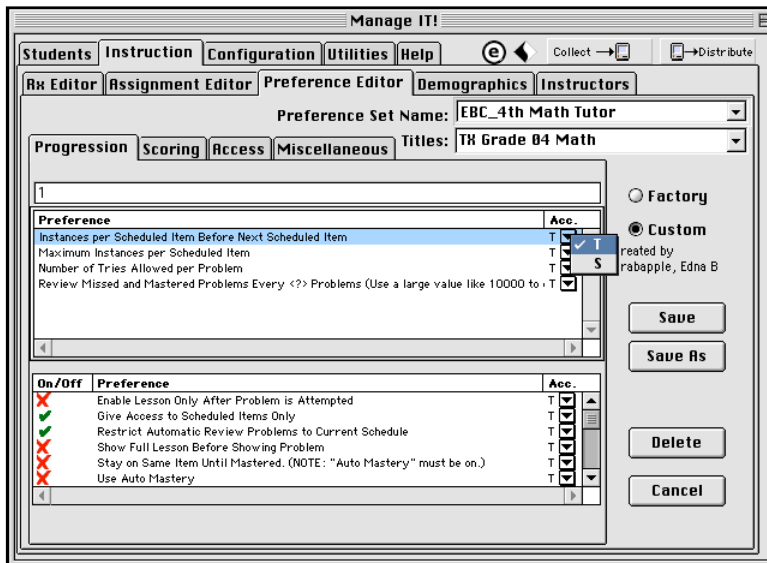 Manage IT!
Students Instruction Configuration Utilities Help e Collect → → Distribute
Rx Editor Assignment Editor Preference Editor Demographics Instructors
Preference Set Name: EBC_4th Math Tutor
Progression Scoring Access Miscellaneous Titles: TX Grade 04 Math
1
Factory
Preference Acc.
Custom
Instances per Scheduled Item Before Next Scheduled Item T
✓ T
Maximum Instances per Scheduled Item T
reated by
S
Number of Tries Allowed per Problem T
rabapple, Edna B
Review Missed and Mastered Problems Every <?> Problems (Use a large value like 10000 to T
Save
Save As
On/Off Preference Acc.
Enable Lesson Only After Problem is Attempted T
Give Access to Scheduled Items Only T
Restrict Automatic Review Problems to Current Schedule T
Show Full Lesson Before Showing Problem T
Stay on Same Item Until Mastered. (NOTE: "Auto Mastery" must be on.) T
Use Auto Mastery T
Delete
Cancel